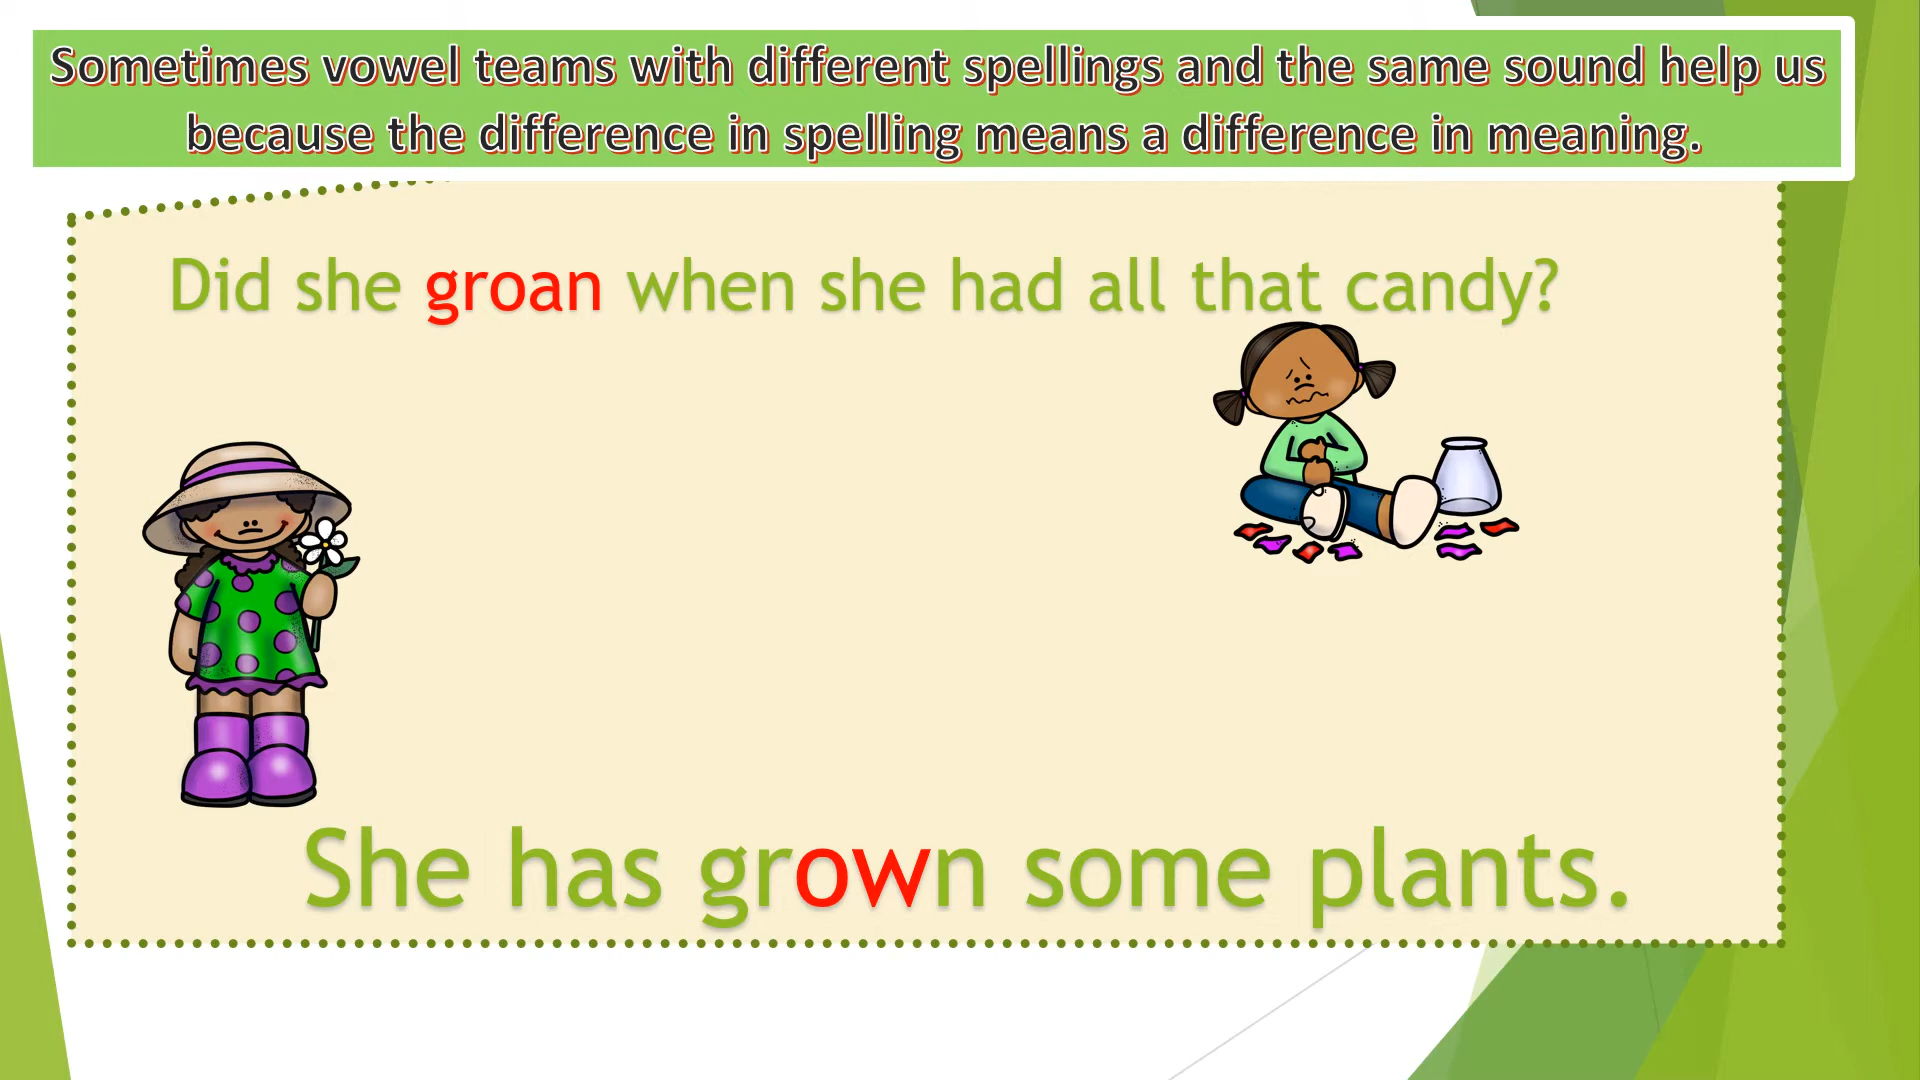 Sometimes vowel teams with different spellings and the same sound help us
because the difference in spelling means a difference in meaning.
Did she groan when she had all that candy?
She has grown some plants.